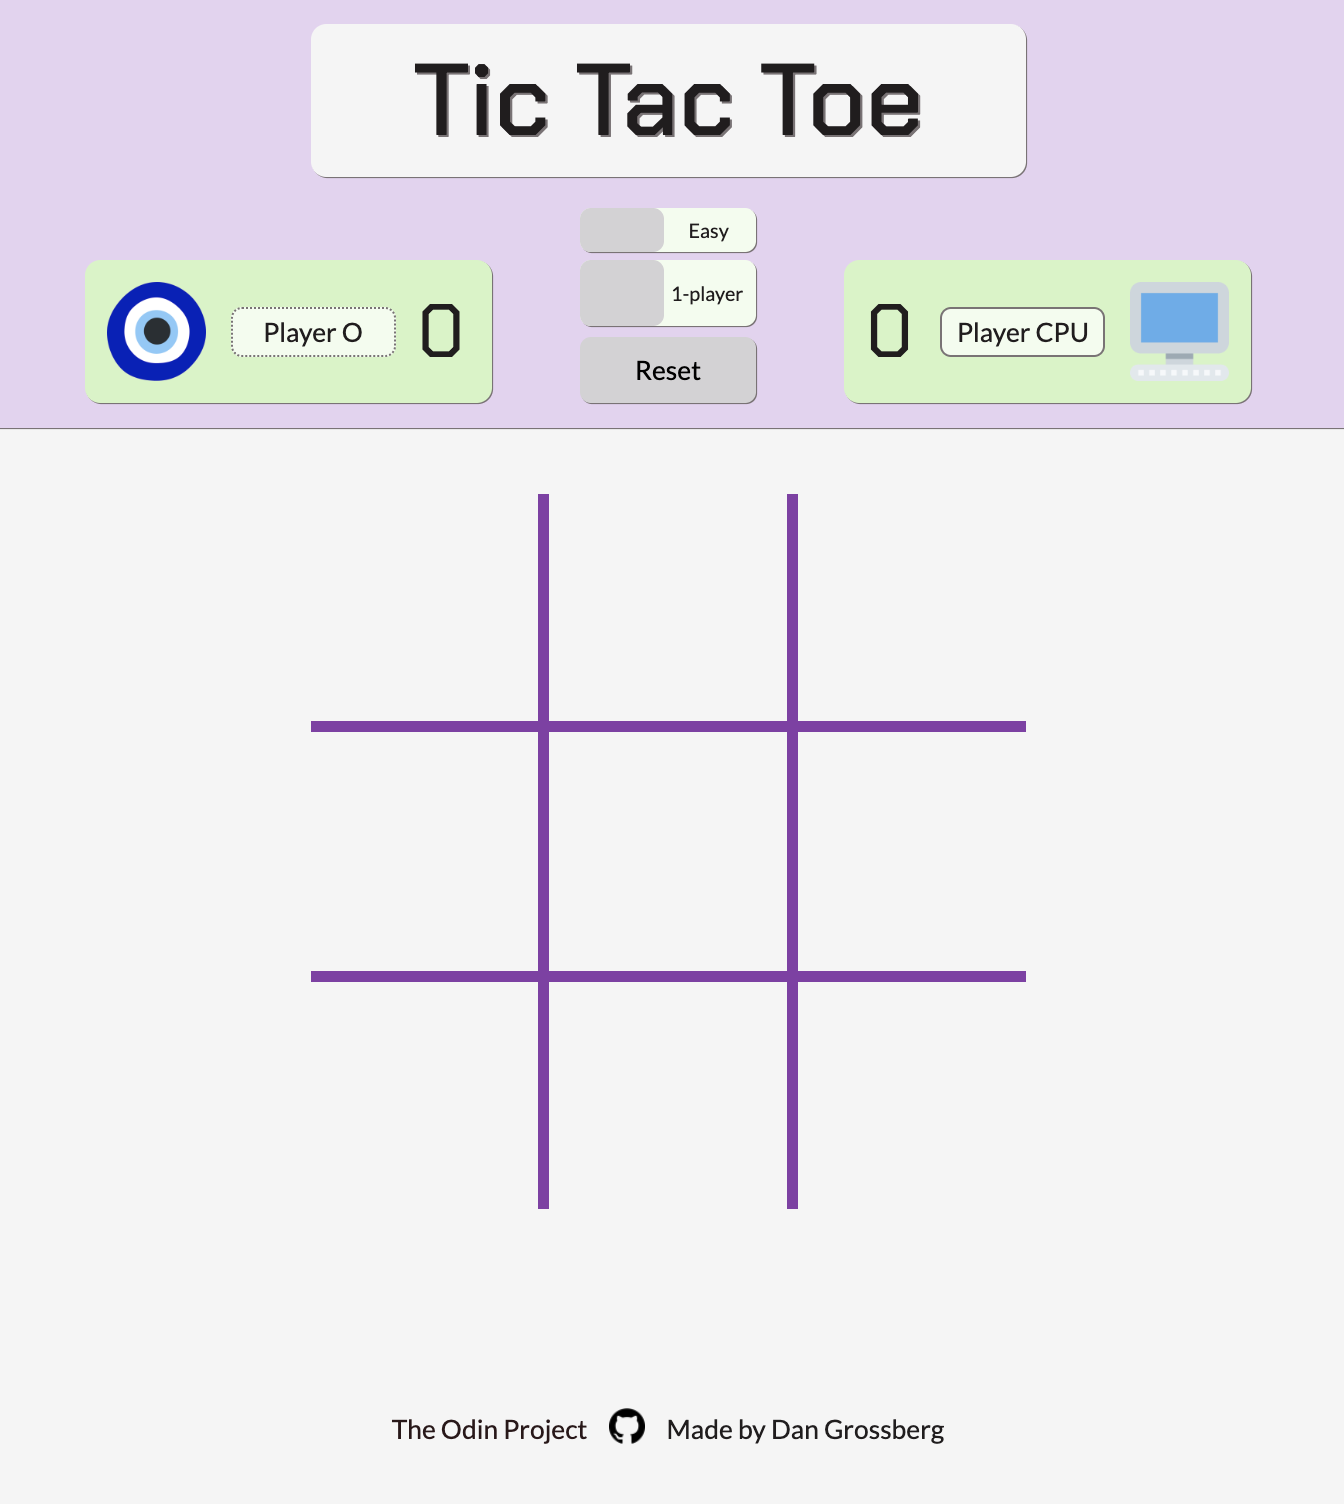 Tic Tac Toe
Easy
1-player
Player O
0
Reset
0
Player CPU
The Odin Project
Made by Dan Grossberg